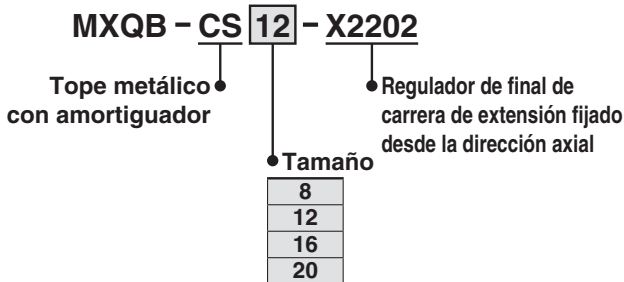 MXQB - CS 12 - X2202
Tope metálico
con amortiguador
Regulador de final de
carrera de extensión fijado
desde la dirección axial
Tamaño
8
12
16
20